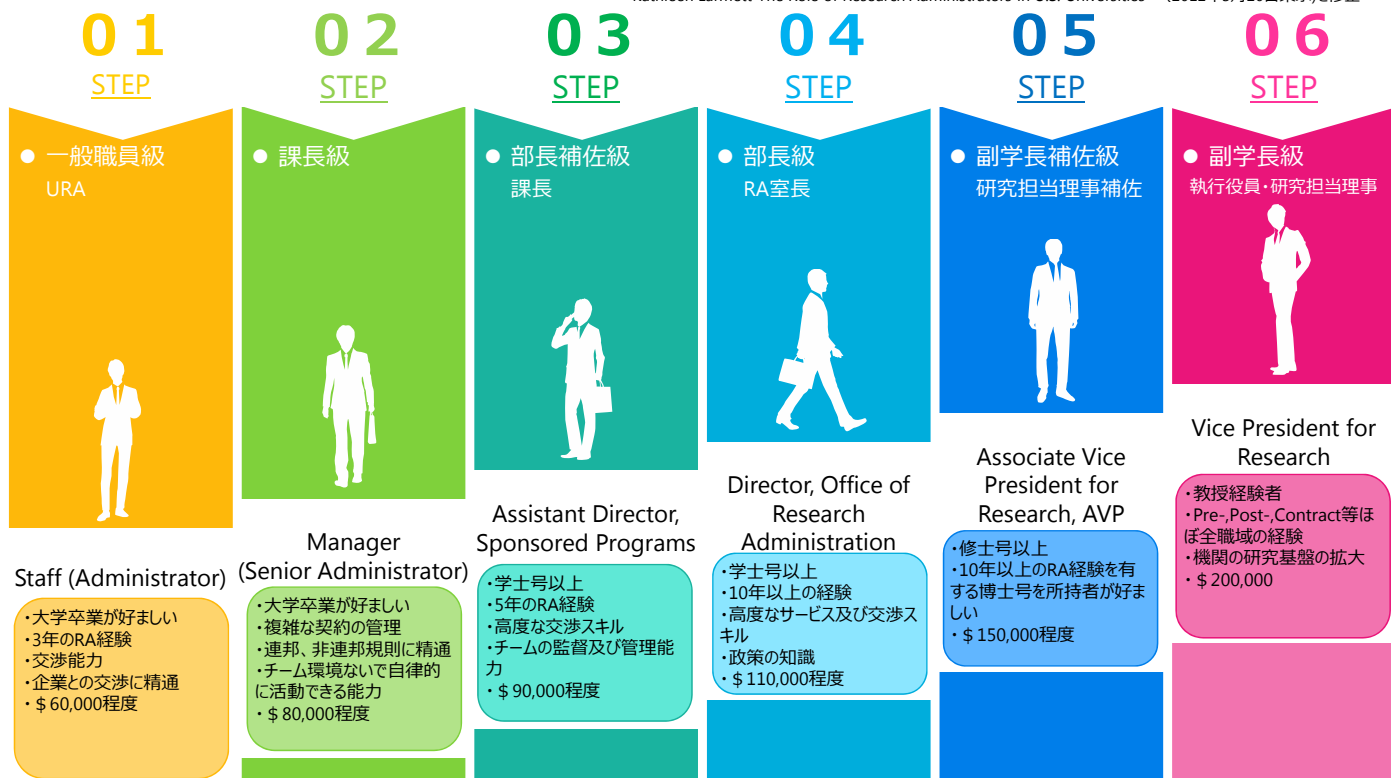 01
STEP
● 一般職員級
URA
Staff (Administrator)
・大学卒業が好ましい
・3年のRA経験
・交渉能力
・企業との交渉に精通
・＄60,000程度
02
STEP
● 課長級
Manager
(Senior Administrator)
・大学卒業が好ましい
・複雑な契約の管理
・連邦、非連邦規則に精通
・チーム環境ないで自律的
に活動できる能力
・＄80,000程度
03
STEP
● 部長補佐級
課長
Assistant Director,
Sponsored Programs
・学士号以上
・5年のRA経験
・高度な交渉スキル
・チームの監督及び管理能
力
・＄90,000程度
04
STEP
● 部長級
RA室長
Director, Office of
Research
Administration
・学士号以上
・10年以上の経験
・高度なサービス及び交渉ス
キル
・政策の知識
・＄110,000程度
05
STEP
● 副学長補佐級
研究担当理事補佐
Associate Vice
President for
Research, AVP
・修士号以上
・10年以上のRA経験を有
する博士号を所持者が好ま
しい
・＄150,000程度
06
STEP
● 副学長級
執行役員・研究担当理事
Vice President for
Research
・教授経験者
・Pre-,Post-,Contract等ほ
ぼ全職域の経験
・機関の研究基盤の拡大
・＄200,000